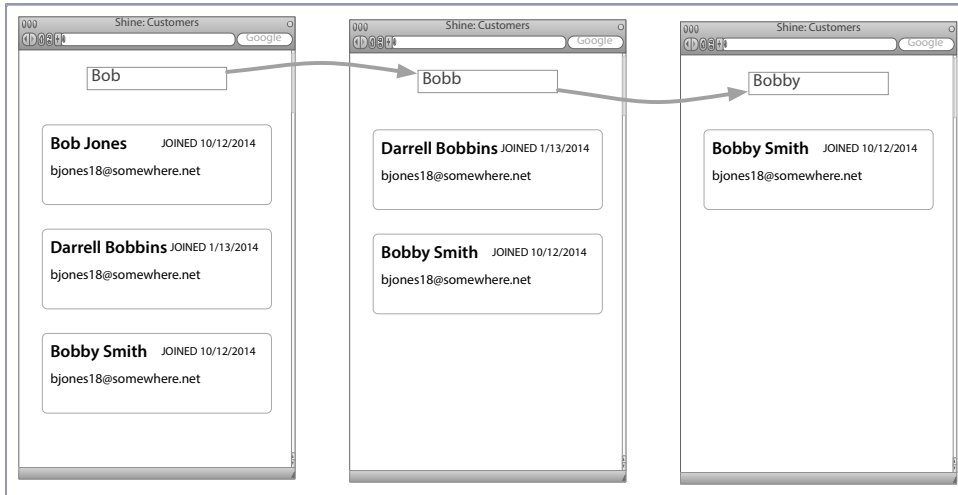 Shine: Customers
Google
Bob
Bob Jones JOINED 10/12/2014
bjones18@somewhere.net
Darrell Bobbins JOINED 1/13/2014
bjones18@somewhere.net
Bobby Smith JOINED 10/12/2014
bjones18@somewhere.net
Shine: Customers
Google
Bobb
Darrell Bobbins JOINED 1/13/2014
bjones18@somewhere.net
Bobby Smith JOINED 10/12/2014
bjones18@somewhere.net
Shine: Customers
Google
Bobby
Bobby Smith JOINED 10/12/2014
bjones18@somewhere.net